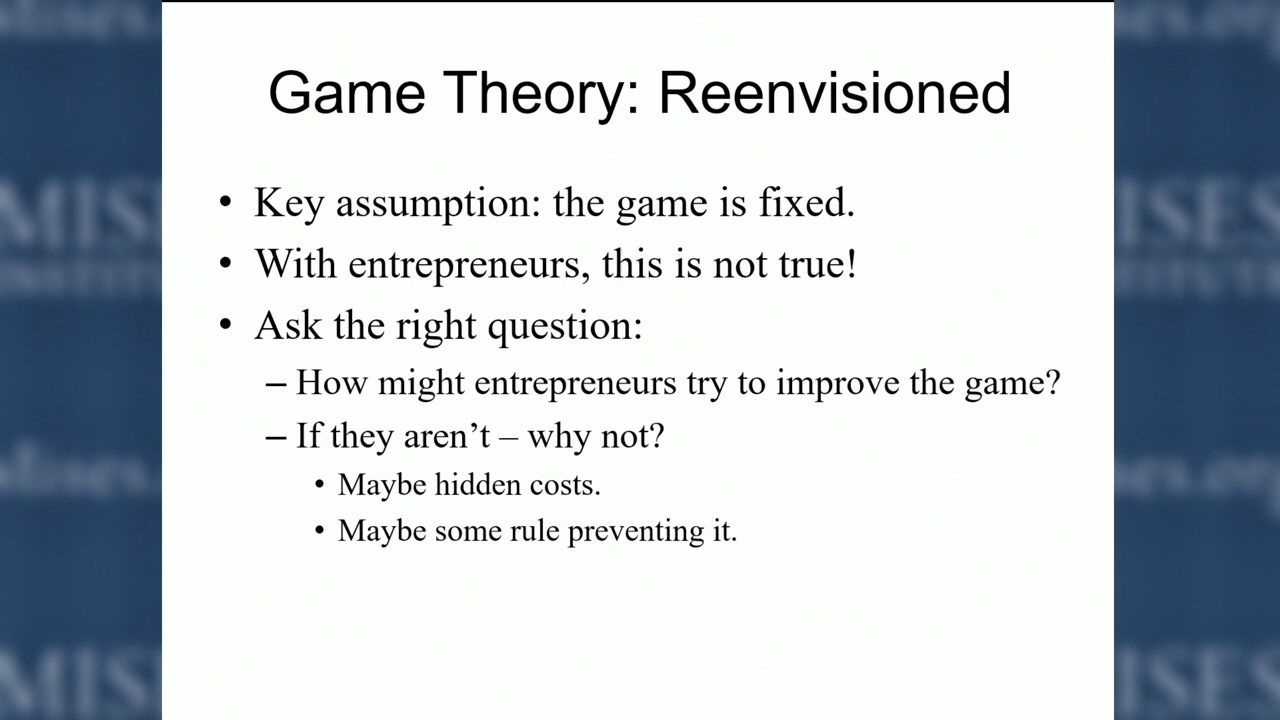 Game Theory: Reenvisioned
• Key assumption: the game is fixed.
• With entrepreneurs, this is not true!
• Ask the right question:
– How might entrepreneurs try to improve the game?
– If they aren’t – why not?
• Maybe hidden costs.
• Maybe some rule preventing it.